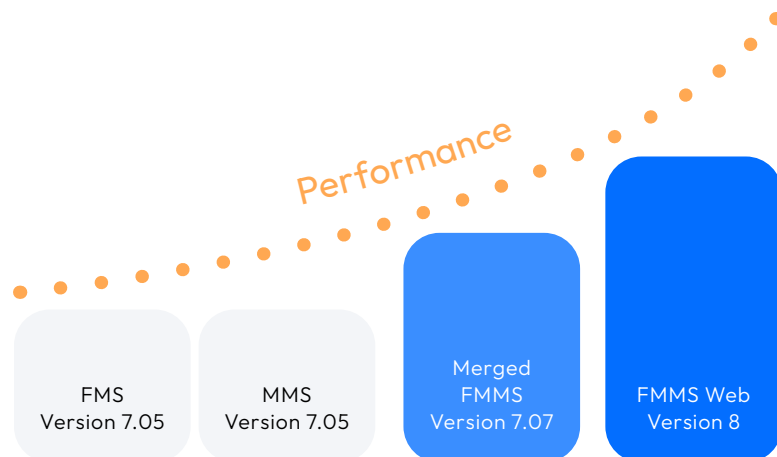 Performance
FMS
Version 7.05
MMS
Version 7.05
Merged
FMMS
Version 7.07
FMMS Web
Version 8